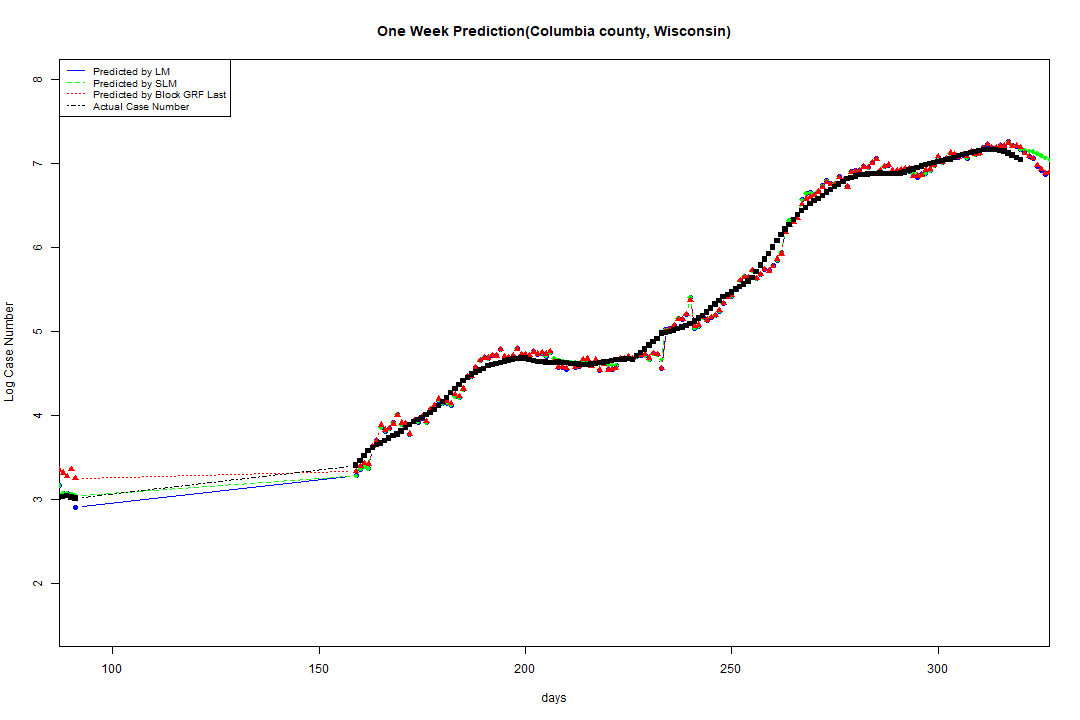 One Week Prediction(Columbia county, Wisconsin)
Predicted by LM
Predicted by SLM
Predicted by Block GRF Last
Actual Case Number
8
7
6
5
4
3
2
Log Case Number
100 150 200 250 300
days